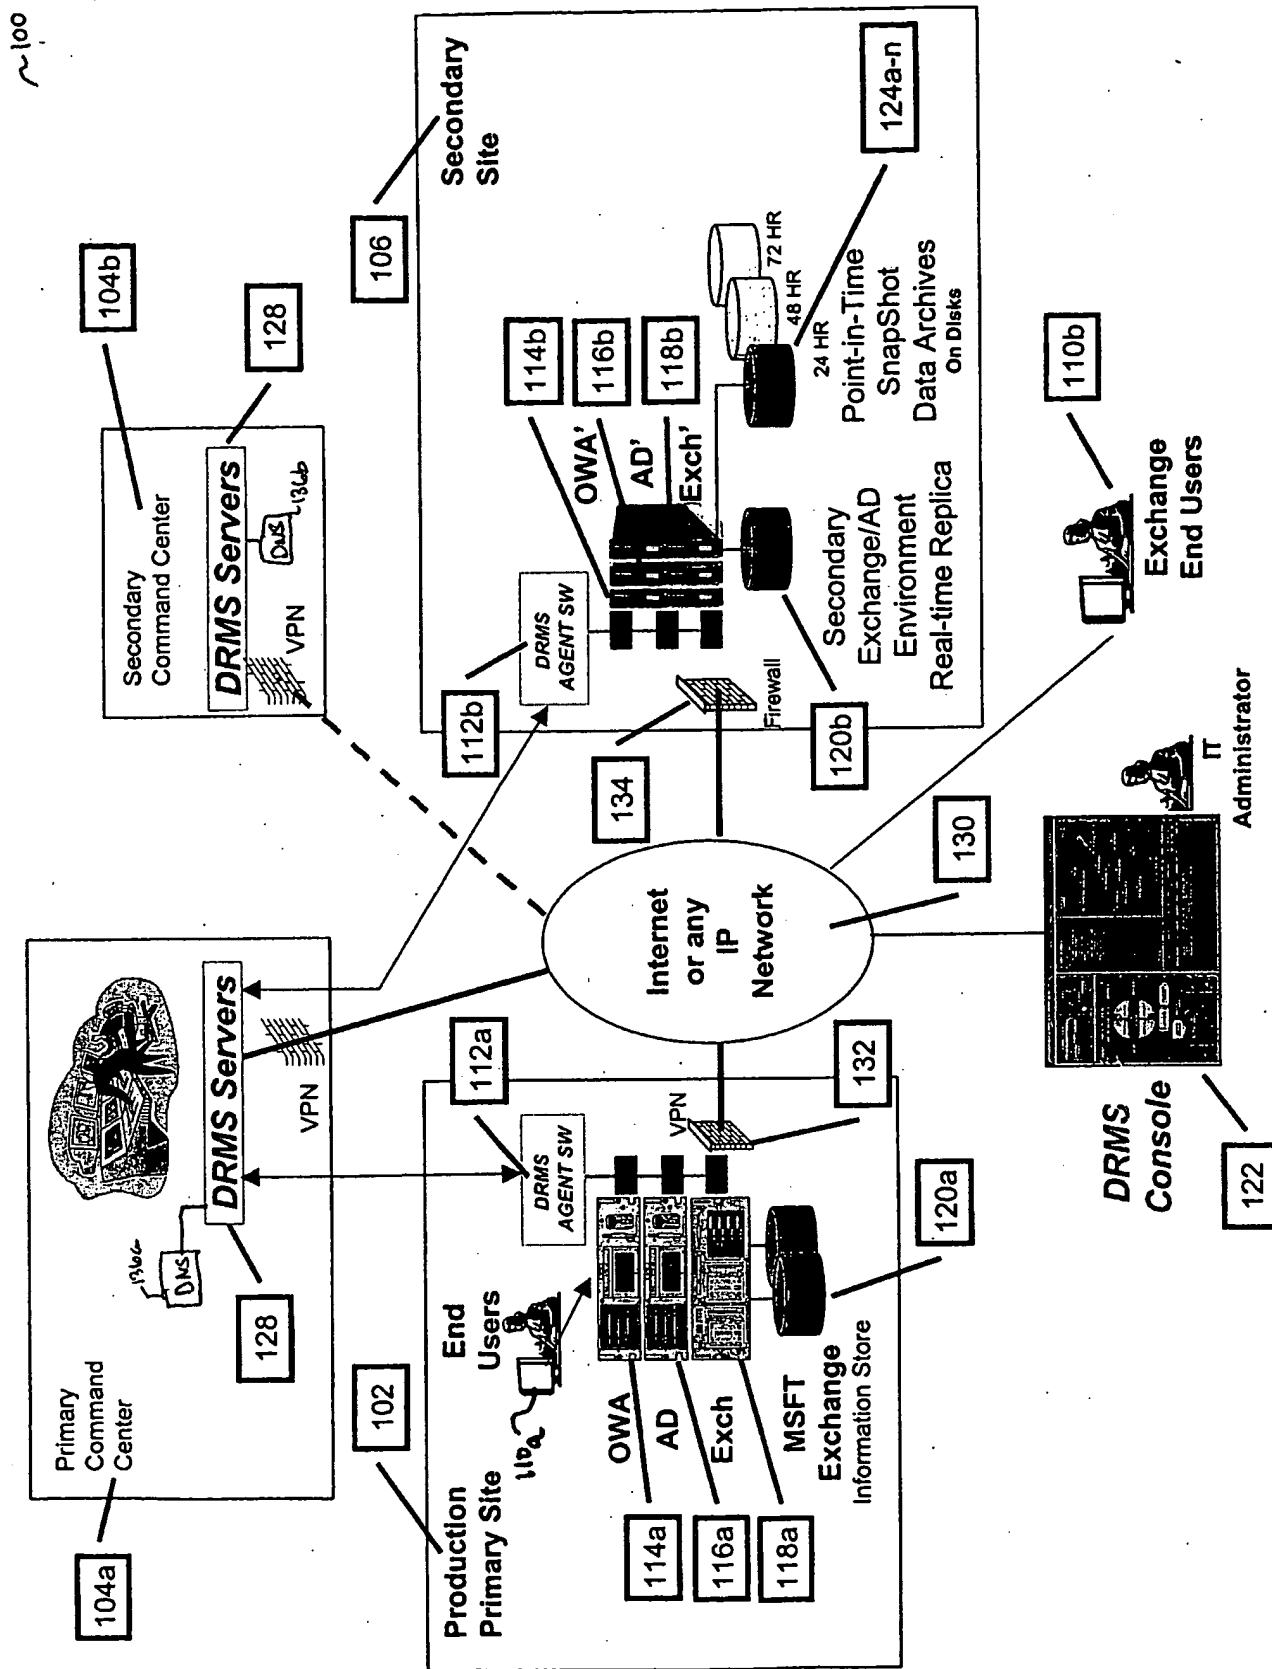 ~100
Primary
Command
Center
104a
136a
DNS
128
DRMS Servers
VPN
Secondary
Command Center
104b
128
DRMS Servers
DNS
136b
VPN
Production
Primary Site
102
End
Users
110a
DRMS
AGENT SW
112a
OWA
AD
Exch
114a
116a
118a
MSFT
Exchange
Information Store
120a
VPN
132
Internet
or any
IP
Network
130
Secondary
Site
106
DRMS
AGENT SW
112b
114b
116b
118b
OWA'
AD'
Exch'
134
Firewall
120b
Secondary
Exchange/AD
Environment
Real-time Replica
24 HR
48 HR
72 HR
Point-in-Time
SnapShot
Data Archives
On Disks
124a-n
DRMS
Console
122
IT
Administrator
Exchange
End Users
110b